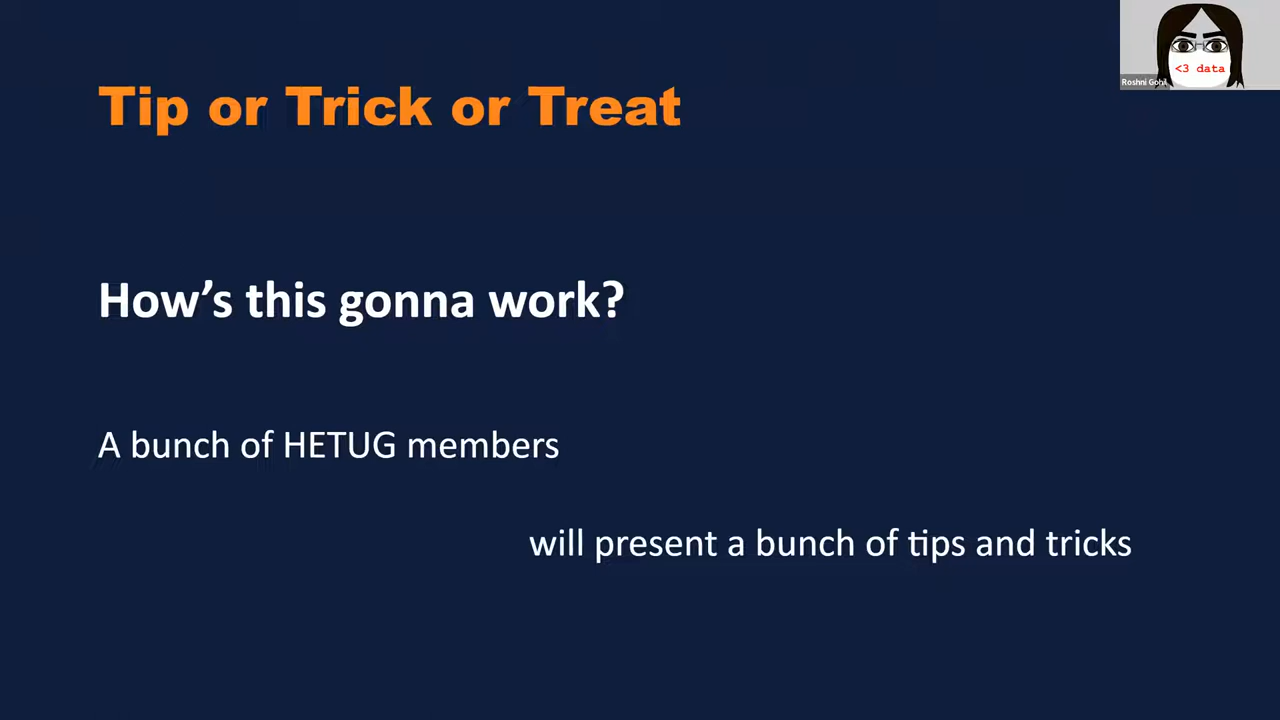 <3 data
Roshni Gohil
Tip or Trick or Treat
How's this gonna work?
A bunch of HETUG members
will present a bunch of tips and tricks